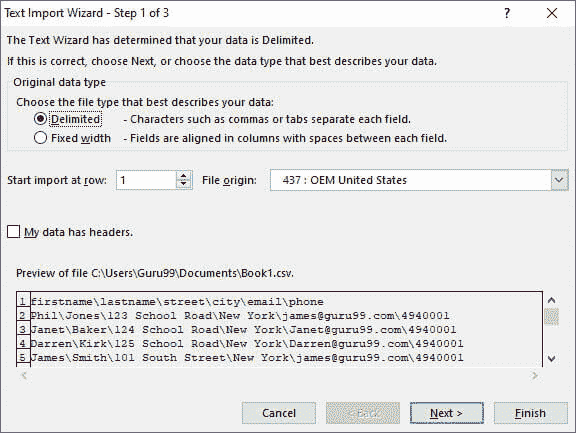 Text Import Wizard - Step 1 of 3
The Text Wizard has determined that your data is Delimited.
If this is correct, choose Next, or choose the data type that best describes your data.
Original data type
Choose the file type that best describes your data:
Delimited - Characters such as commas or tabs separate each field.
Fixed width - Fields are aligned in columns with spaces between each field.
Start import at row: 1 File origin: 437 : OEM United States
My data has headers.
Preview of file C:\Users\Guru99\Documents\Book1.csv.
1 firstname\lastname\street\city\email\phone
2 Phil\Jones\123 School Road\New York\james@guru99.com\4940001
3 Janet\Baker\124 School Road\New York\Janet@guru99.com\4940001
4 Darren\Kirk\125 School Road\New York\Darren@guru99.com\4940001
5 James\Smith\101 South Street\New York\james@guru99.com\4940001
Cancel < Back Next > Finish